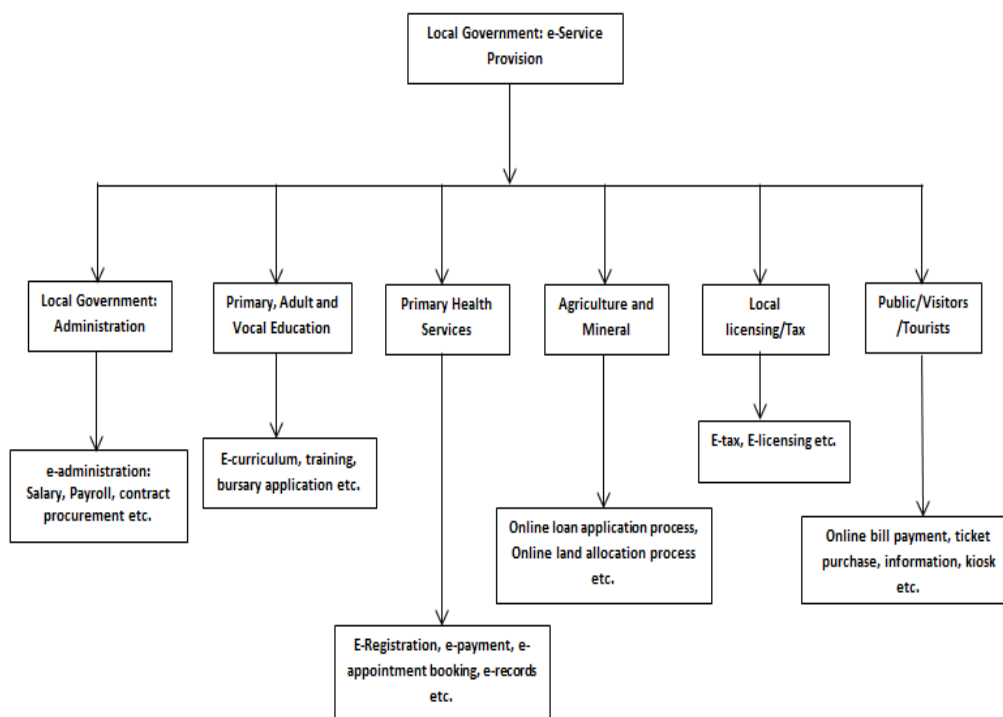 Local Government: e-Service
Provision
Local Government:
Administration
Primary, Adult and
Vocal Education
Primary Health
Services
Agriculture and
Mineral
Local
licensing/Tax
Public/Visitors
/Tourists
e-administration:
Salary, Payroll, contract
procurement etc.
E-curriculum, training,
bursary application etc.
E-Registration, e-payment, e-
appointment booking, e-records
etc.
Online loan application process,
Online land allocation process
etc.
E-tax, E-licensing etc.
Online bill payment, ticket
purchase, information, kiosk
etc.